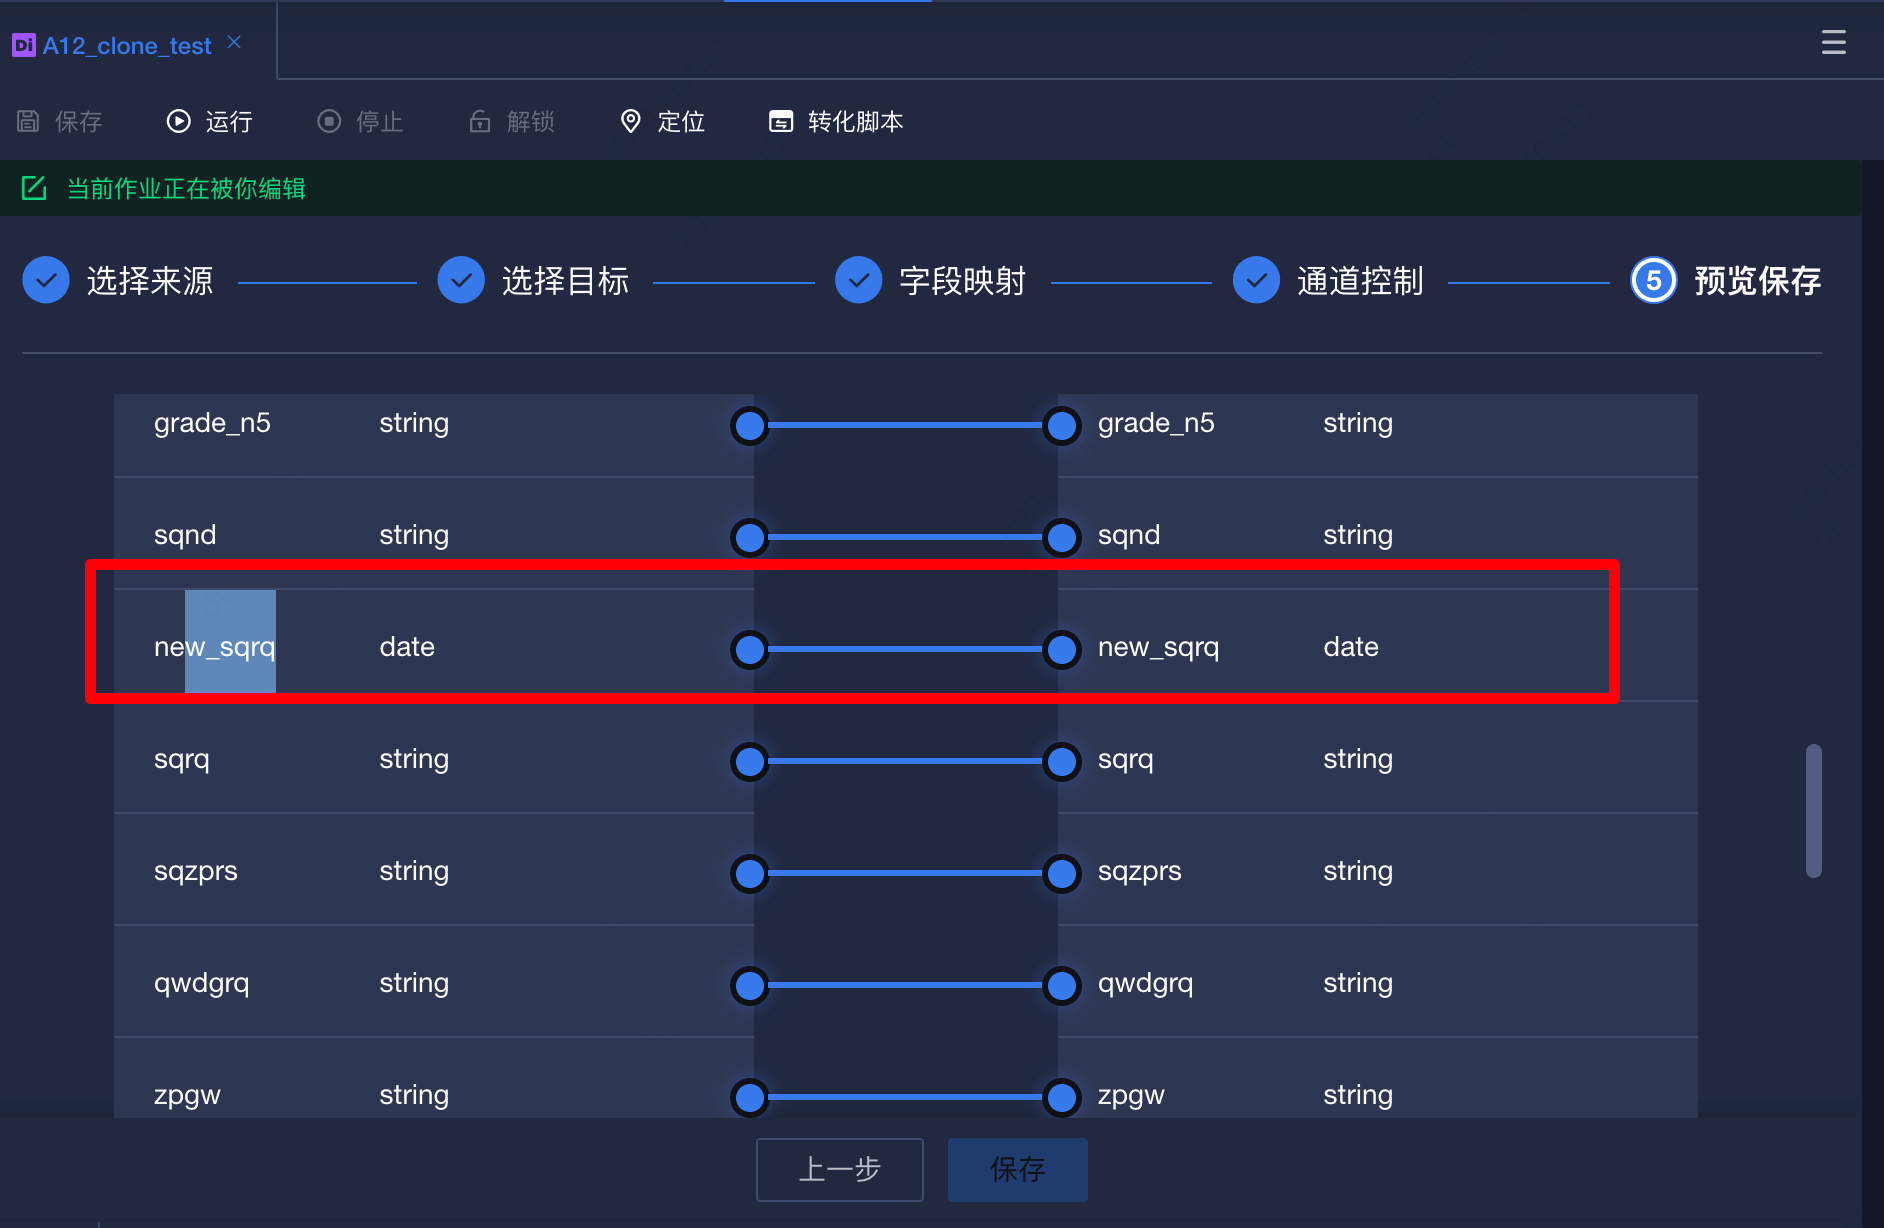 Di A12_clone_test
保存 运行 停止 解锁 定位 转化脚本
当前作业正在被你编辑
选择来源 选择目标 字段映射 通道控制 5 预览保存
grade_n5 string grade_n5 string
sqnd string sqnd string
new_sqrq date new_sqrq date
sqrq string sqrq string
sqzprs string sqzprs string
qwdgrq string qwdgrq string
zpgw string zpgw string
上一步 保存